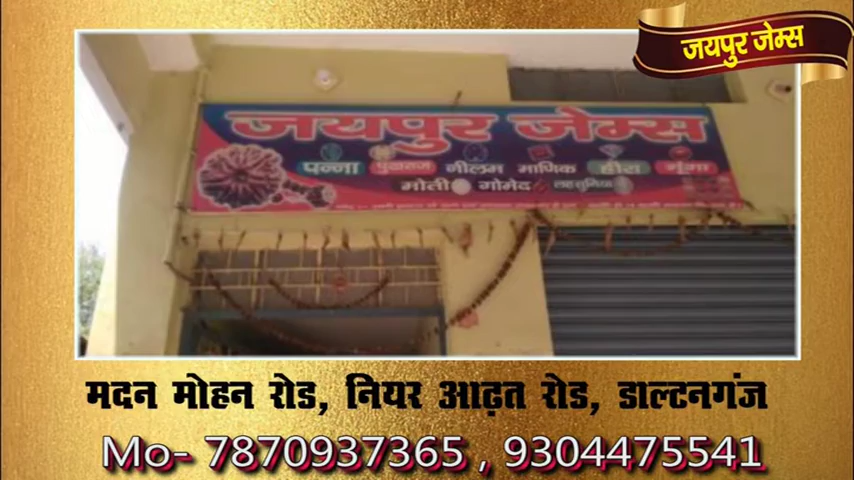 जयपुर जेम्स
जयपुर जेम्स
पन्ना पुखराज नीलम माणिक हीरा मूंगा
मोती गोमेद लहसुनिया
मदन मोहन रोड, नियर आढ़त रोड, डाल्टनगंज
Mo- 7870937365 , 9304475541